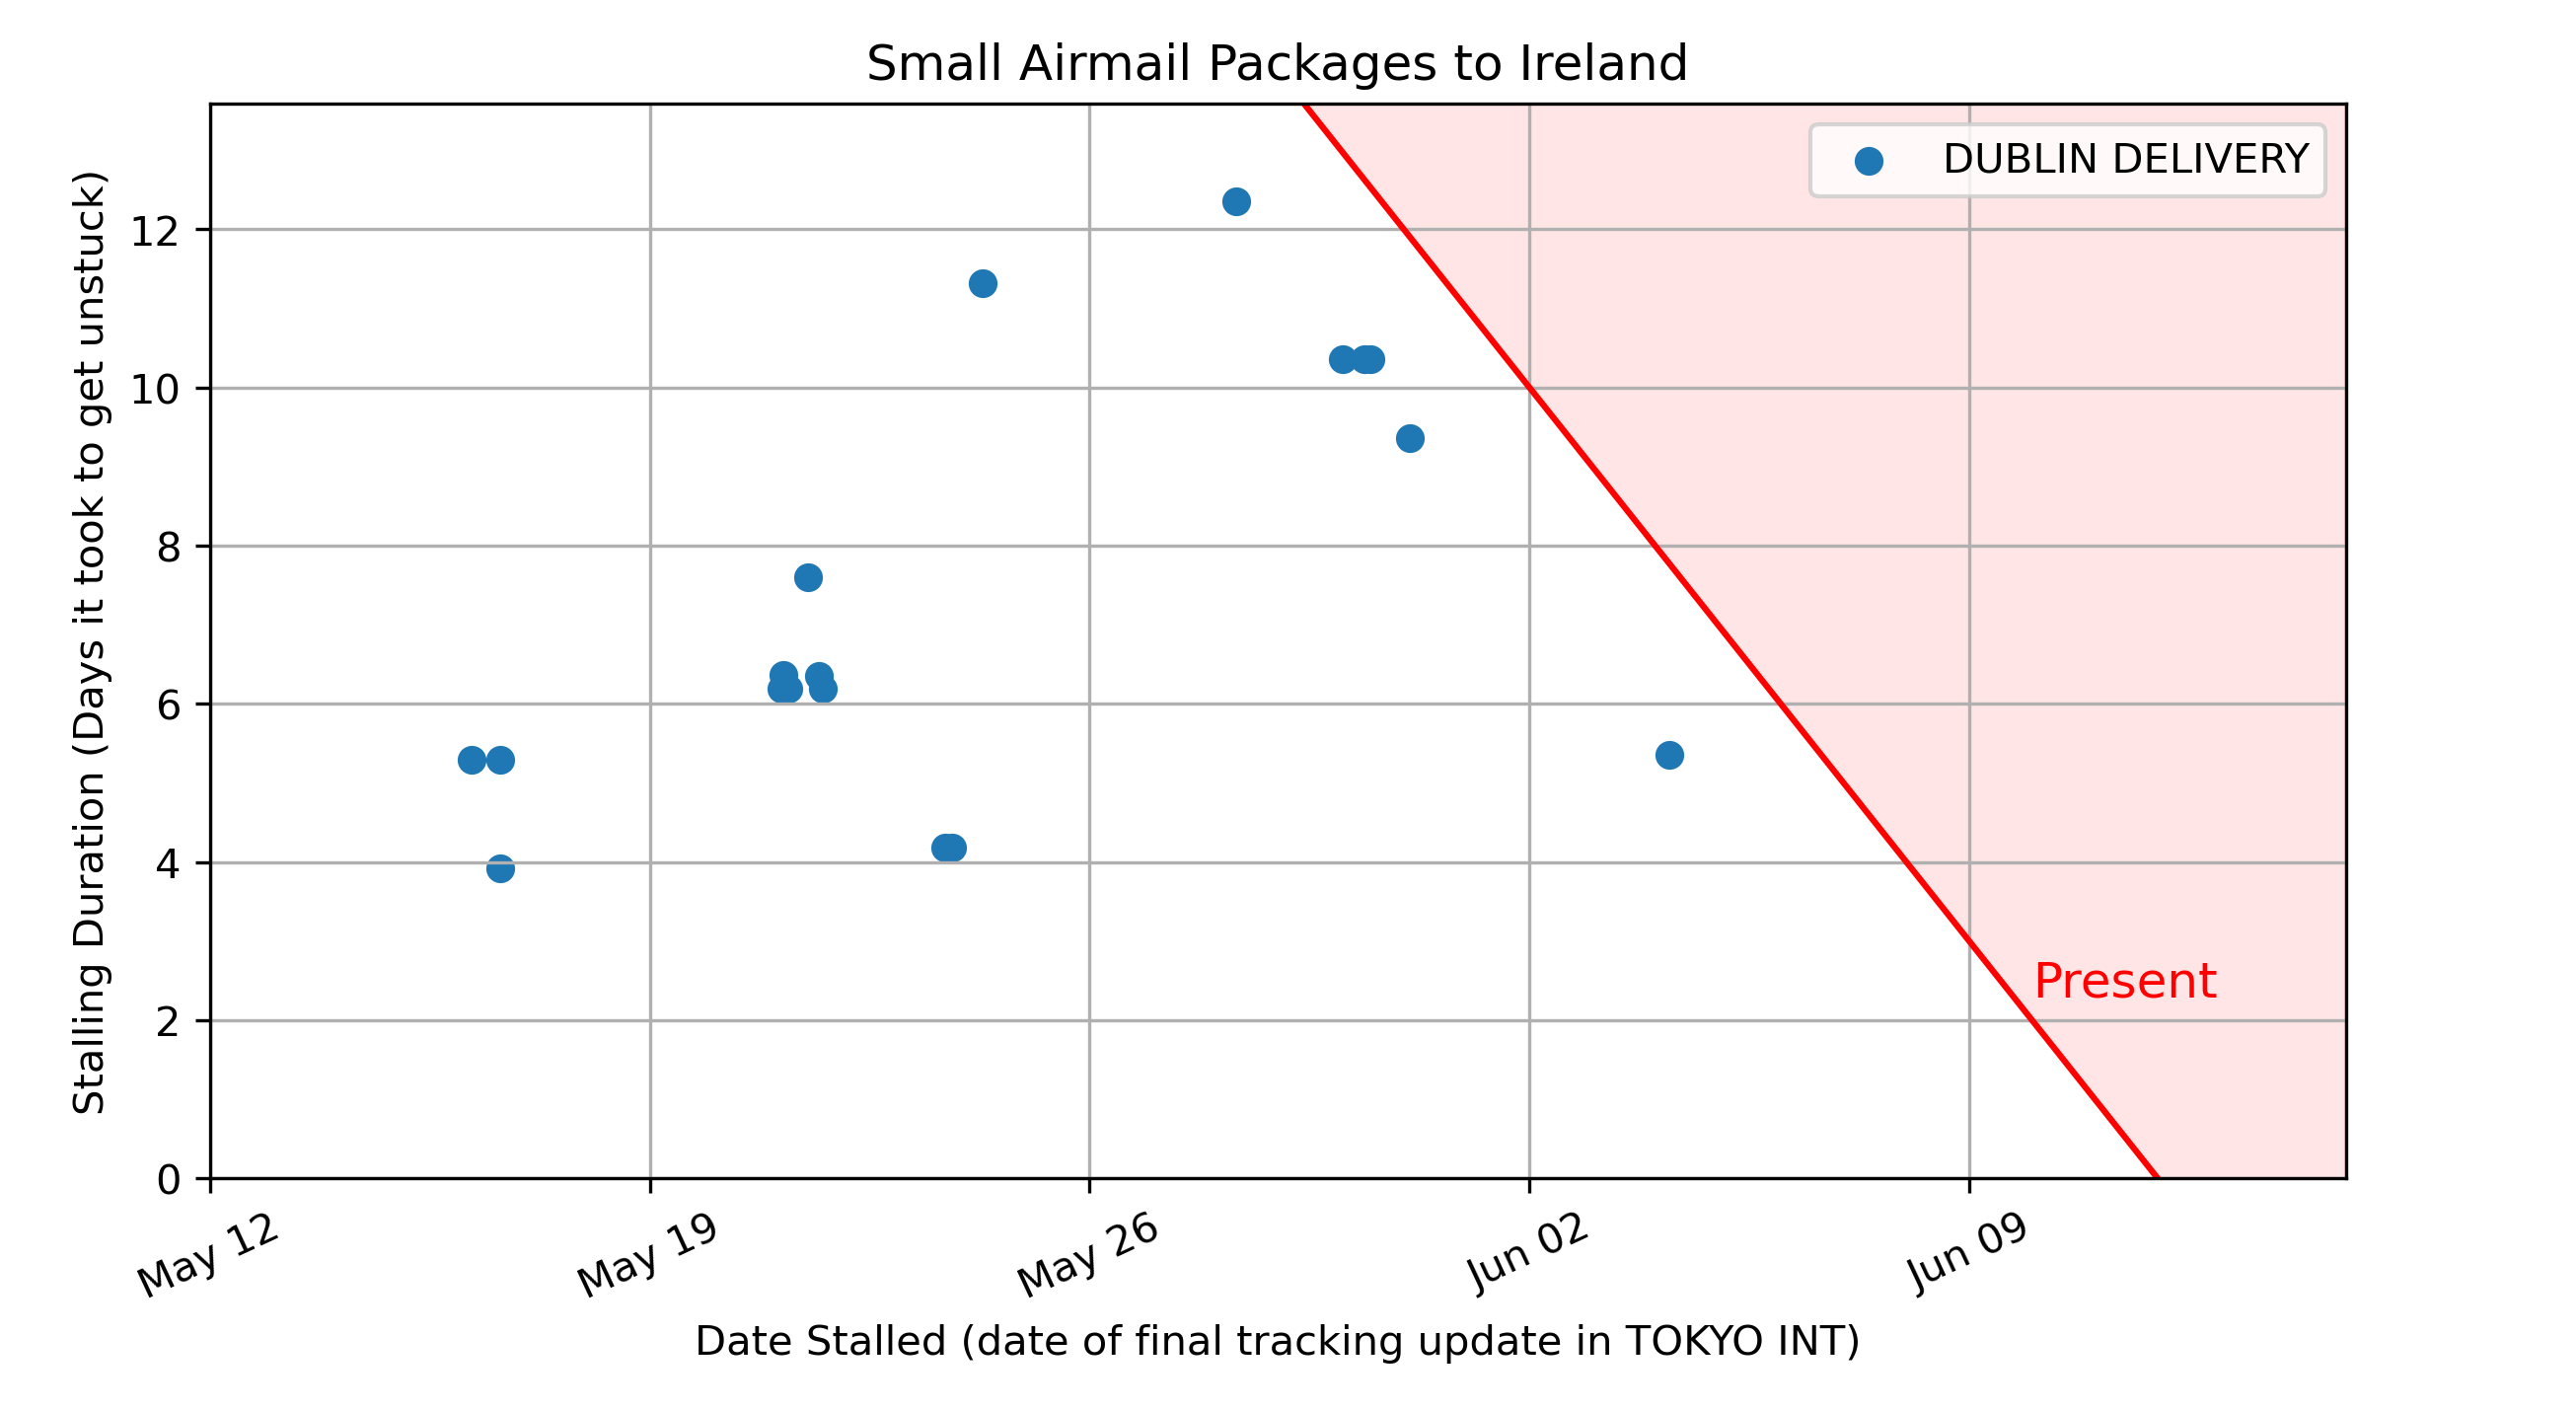 Small Airmail Packages to Ireland
DUBLIN DELIVERY
Stalling Duration (Days it took to get unstuck)
12
10
8
6
4
2
0
Present
May 12
May 19
May 26
Jun 02
Jun 09
Date Stalled (date of final tracking update in TOKYO INT)